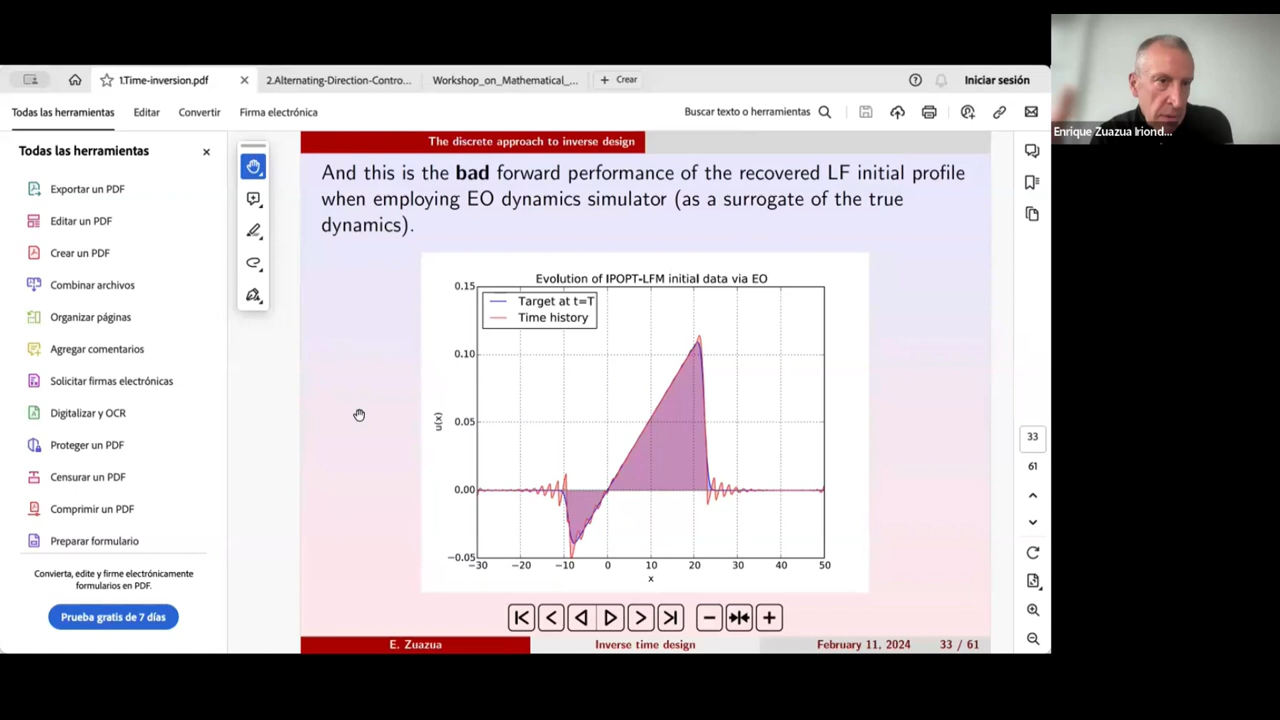 1.Time-inversion.pdf
2.Alternating-Direction-Contro...
Workshop_on_Mathematical_...
Crear
Iniciar sesión
Todas las herramientas
Editar
Convertir
Firma electrónica
Buscar texto o herramientas
Todas las herramientas
Exportar un PDF
Editar un PDF
Crear un PDF
Combinar archivos
Organizar páginas
Agregar comentarios
Solicitar firmas electrónicas
Digitalizar y OCR
Proteger un PDF
Censurar un PDF
Comprimir un PDF
Preparar formulario
Convierta, edite y firme electrónicamente
formularios en PDF.
Prueba gratis de 7 días
The discrete approach to inverse design
And this is the bad forward performance of the recovered LF initial profile
when employing EO dynamics simulator (as a surrogate of the true
dynamics).
Evolution of IPOPT-LFM initial data via EO
Target at t=T
Time history
0.15
0.10
0.05
0.00
−0.05
u(x)
−30 −20 −10 0 10 20 30 40 50
x
E. Zuazua
Inverse time design
February 11, 2024
33 / 61
33
61
Enrique Zuazua Iriond...